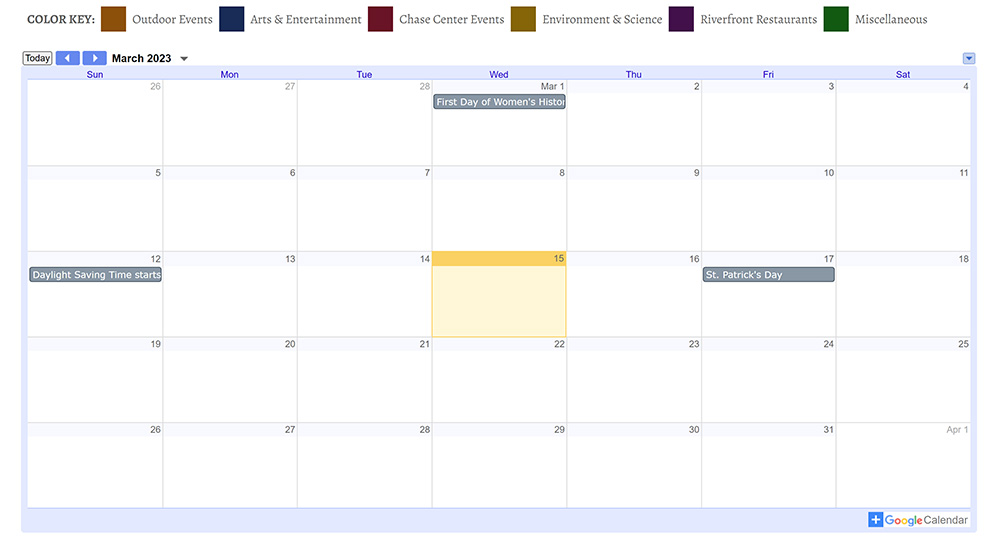 COLOR KEY: Outdoor Events Arts & Entertainment Chase Center Events Environment & Science Riverfront Restaurants Miscellaneous
Today March 2023
Sun Mon Tue Wed Thu Fri Sat
26 27 28 Mar 1 2 3 4
First Day of Women's Histor
5 6 7 8 9 10 11
12 13 14 15 16 17 18
Daylight Saving Time starts St. Patrick's Day
19 20 21 22 23 24 25
26 27 28 29 30 31 Apr 1
Google Calendar